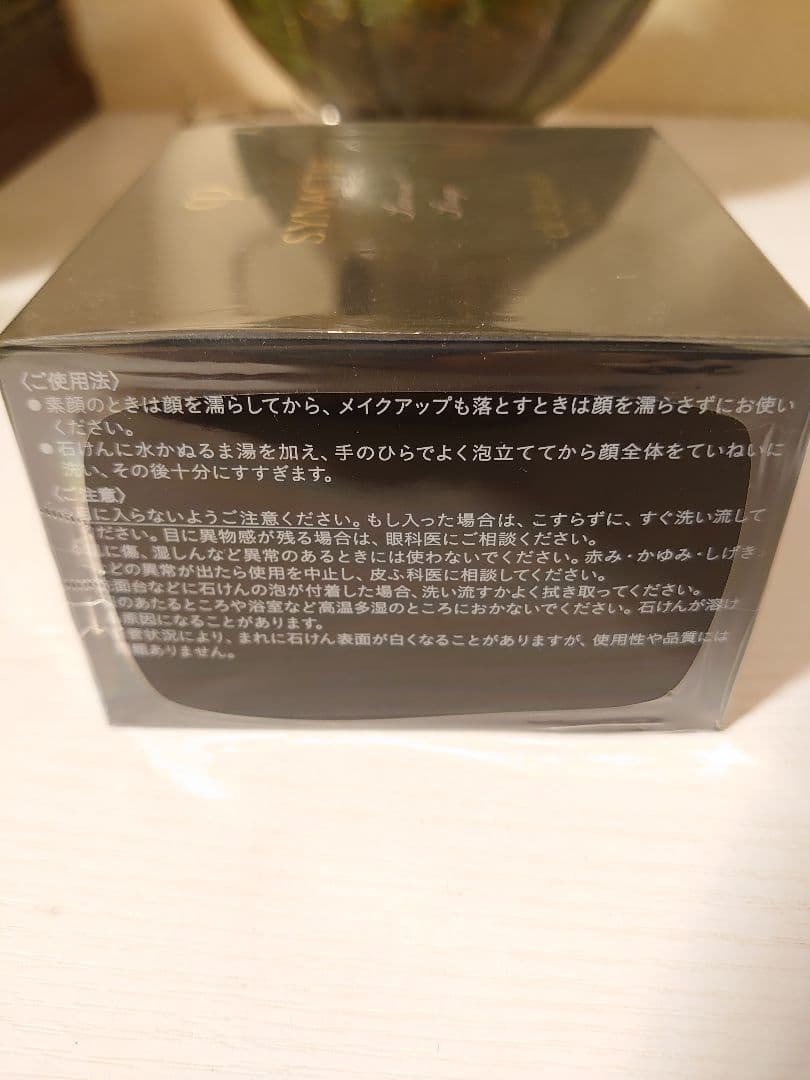 〈ご使用法〉
●素顔のときは顔を濡らしてから、メイクアップも落とすときは顔を濡らさずにお使い
ください。
●石けんに水かぬるま湯を加え、手のひらでよく泡立ててから顔全体をていねいに
洗い、その後十分にすすぎます。
〈ご注意〉
目に入らないようご注意ください。もし入った場合は、こすらずに、すぐ洗い流して
ださい。目に異物感が残る場合は、眼科医にご相談ください。
に傷、湿しんなど異常のあるときには使わないでください。赤み・かゆみ・しげき
どの異常が出たら使用を中止し、皮ふ科医に相談してください。
面台などに石けんの泡が付着した場合、洗い流すかよく拭き取ってください。
のあたるところや浴室など高温多湿のところにおかないでください。石けんが溶け
原因になることがあります。
状況により、まれに石けん表面が白くなることがありますが、使用性や品質には
題ありません。